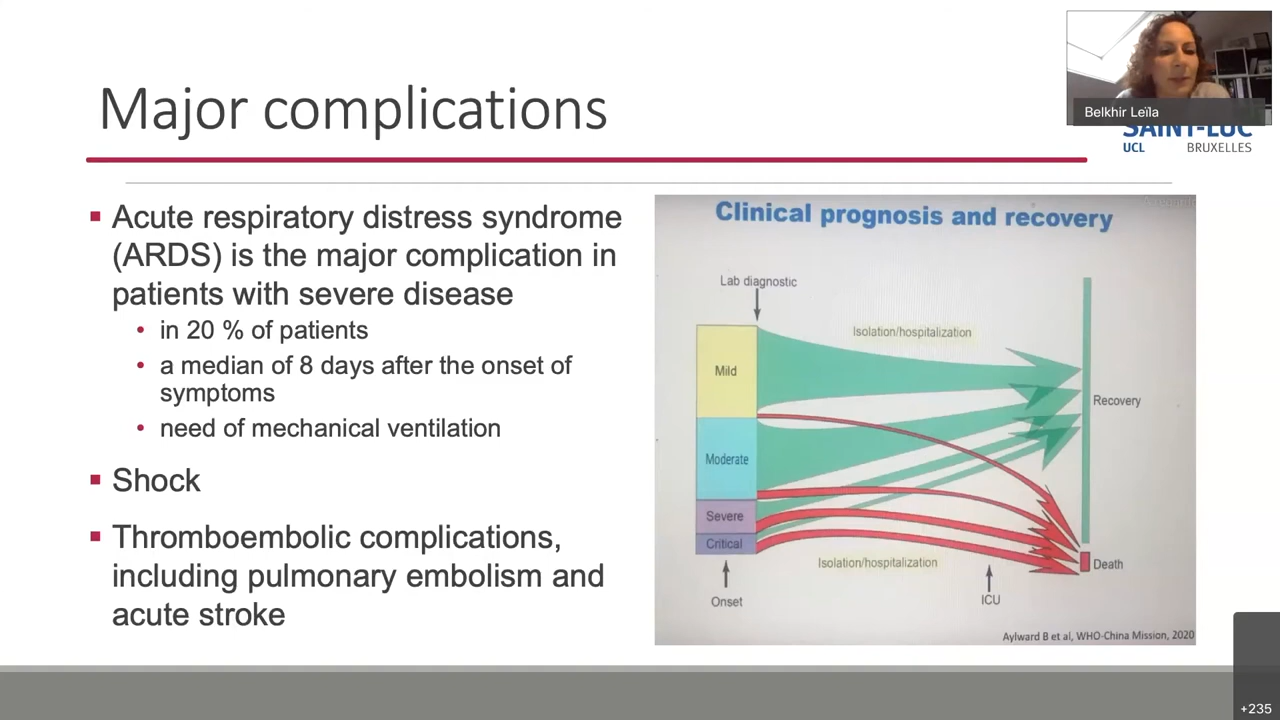 Major complications
Belkhir Leïla
SAINT-LUC
UCL BRUXELLES
▪ Acute respiratory distress syndrome
(ARDS) is the major complication in
patients with severe disease
• in 20 % of patients
• a median of 8 days after the onset of
symptoms
• need of mechanical ventilation
▪ Shock
▪ Thromboembolic complications,
including pulmonary embolism and
acute stroke
Clinical prognosis and recovery
Lab diagnostic
Isolation/hospitalization
Mild
Recovery
Moderate
Severe
Critical
Isolation/hospitalization
Death
Onset
ICU
Aylward B et al, WHO-China Mission, 2020
+235